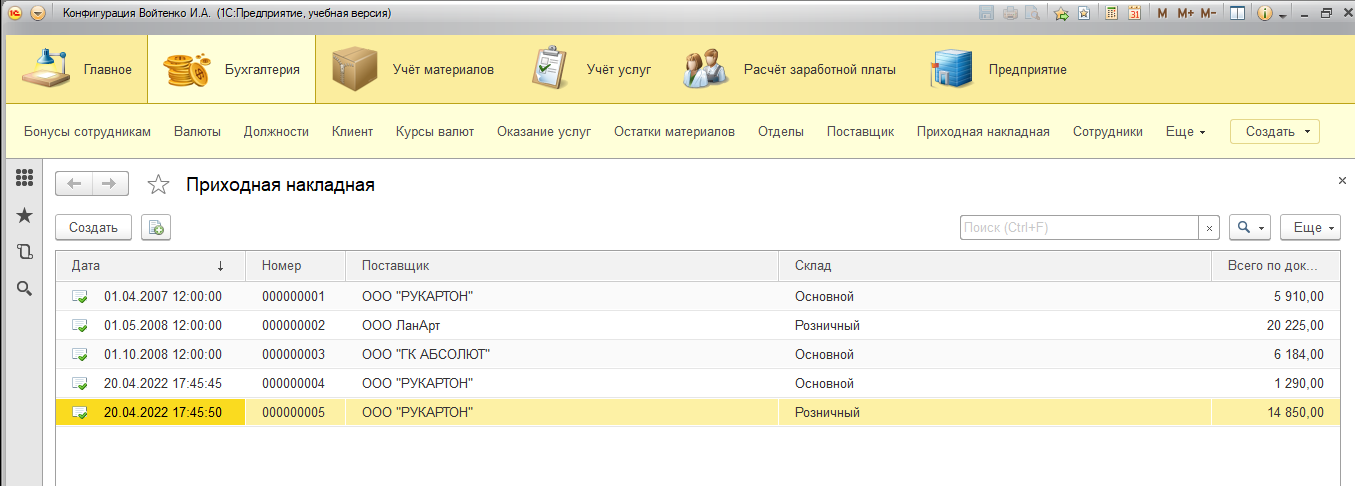 Конфигурация Войтенко И.А. (1С:Предприятие, учебная версия) M M+ M-
Главное Бухгалтерия Учёт материалов Учёт услуг Расчёт заработной платы Предприятие
Бонусы сотрудникам Валюты Должности Клиент Курсы валют Оказание услуг Остатки материалов Отделы Поставщик Приходная накладная Сотрудники Еще Создать
Приходная накладная
Создать Поиск (Ctrl+F) × Еще
Дата ↓ Номер Поставщик Склад Всего по док...
01.04.2007 12:00:00 000000001 ООО "РУКАРТОН" Основной 5 910,00
01.05.2008 12:00:00 000000002 ООО ЛанАрт Розничный 20 225,00
01.10.2008 12:00:00 000000003 ООО "ГК АБСОЛЮТ" Основной 6 184,00
20.04.2022 17:45:45 000000004 ООО "РУКАРТОН" Основной 1 290,00
20.04.2022 17:45:50 000000005 ООО "РУКАРТОН" Розничный 14 850,00